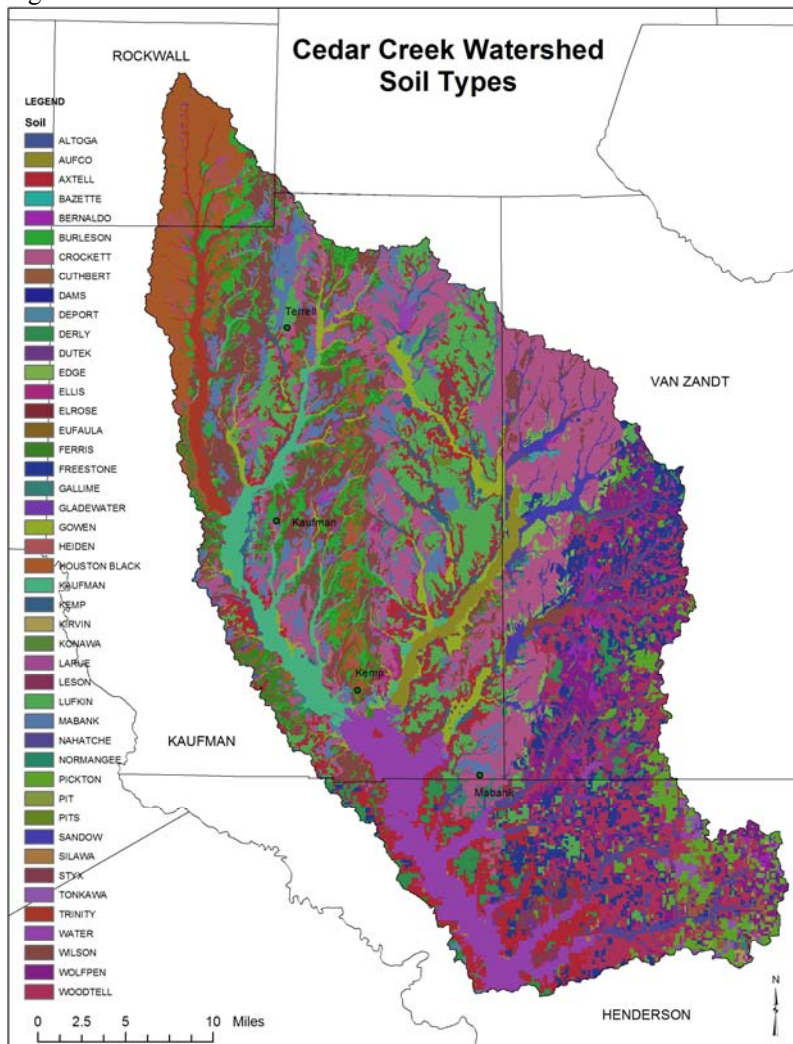 Cedar Creek Watershed
Soil Types
ROCKWALL
LEGEND
Soil
ALTOGA
AUFCO
AXTELL
BAZETTE
BERNALDO
BURLESON
CROCKETT
CUTHBERT
DAMS
DEPORT
DERLY
DUTEK
EDGE
ELLIS
ELROSE
EUFAULA
FERRIS
FREESTONE
GALLIME
GLADEWATER
GOWEN
HEIDEN
HOUSTON BLACK
KAUFMAN
KEMP
KIRVIN
KONAWA
LARUE
LESON
LUFKIN
MABANK
NAHATCHE
NORMANGEE
PICKTON
PIT
PITS
SANDOW
SILAWA
STYX
TONKAWA
TRINITY
WATER
WILSON
WOLFPEN
WOODTELL
Terrell
VAN ZANDT
Kaufman
Kemp
KAUFMAN
Mabank
HENDERSON
N
0 2.5 5 10 Miles